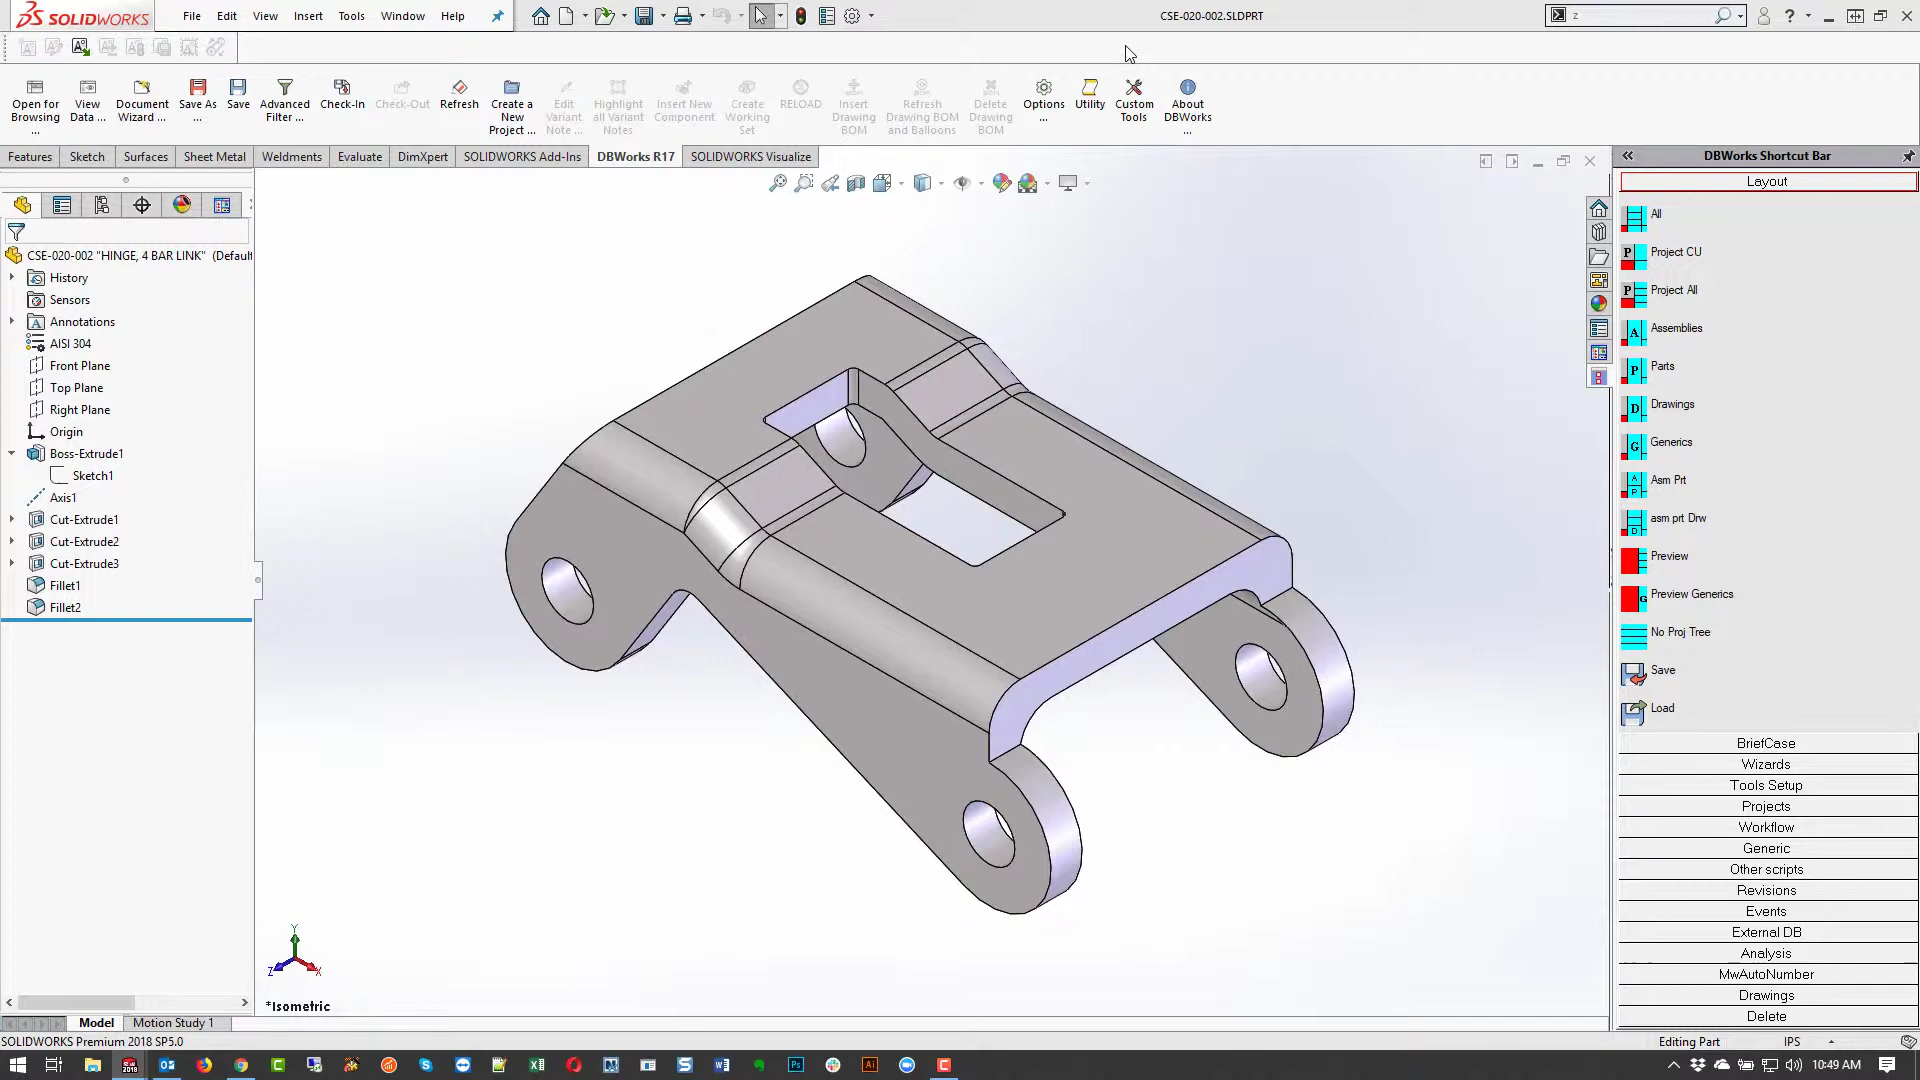 SOLIDWORKS
File Edit View Insert Tools Window Help
CSE-020-002.SLDPRT
z
Open for Browsing ...
View Data ...
Document Wizard ...
Save As ...
Save
Advanced Filter ...
Check-In
Check-Out
Refresh
Create a New Project ...
Edit Variant Note ...
Highlight all Variant Notes
Insert New Component
Create Working Set
RELOAD
Insert Drawing BOM
Refresh Drawing BOM and Balloons
Delete Drawing BOM
Options ...
Utility
Custom Tools
About DBWorks ...
Features Sketch Surfaces Sheet Metal Weldments Evaluate DimXpert SOLIDWORKS Add-Ins DBWorks R17 SOLIDWORKS Visualize
CSE-020-002 "HINGE, 4 BAR LINK" (Defaul
History
Sensors
Annotations
AISI 304
Front Plane
Top Plane
Right Plane
Origin
Boss-Extrude1
Sketch1
Axis1
Cut-Extrude1
Cut-Extrude2
Cut-Extrude3
Fillet1
Fillet2
Y
Z
X
*Isometric
DBWorks Shortcut Bar
Layout
All
P Project CU
P Project All
A Assemblies
P Parts
D Drawings
G Generics
A P Asm Prt
D asm prt Drw
Preview
G Preview Generics
No Proj Tree
Save
Load
BriefCase
Wizards
Tools Setup
Projects
Workflow
Generic
Other scripts
Revisions
Events
External DB
Analysis
MwAutoNumber
Drawings
Delete
Model Motion Study 1
SOLIDWORKS Premium 2018 SP5.0
Editing Part IPS
10:49 AM